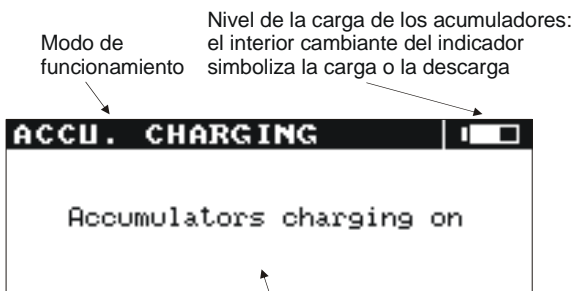 Nivel de la carga de los acumuladores:
el interior cambiante del indicador
simboliza la carga o la descarga
Modo de
funcionamiento
ACCU. CHARGING
Accumulators charging on